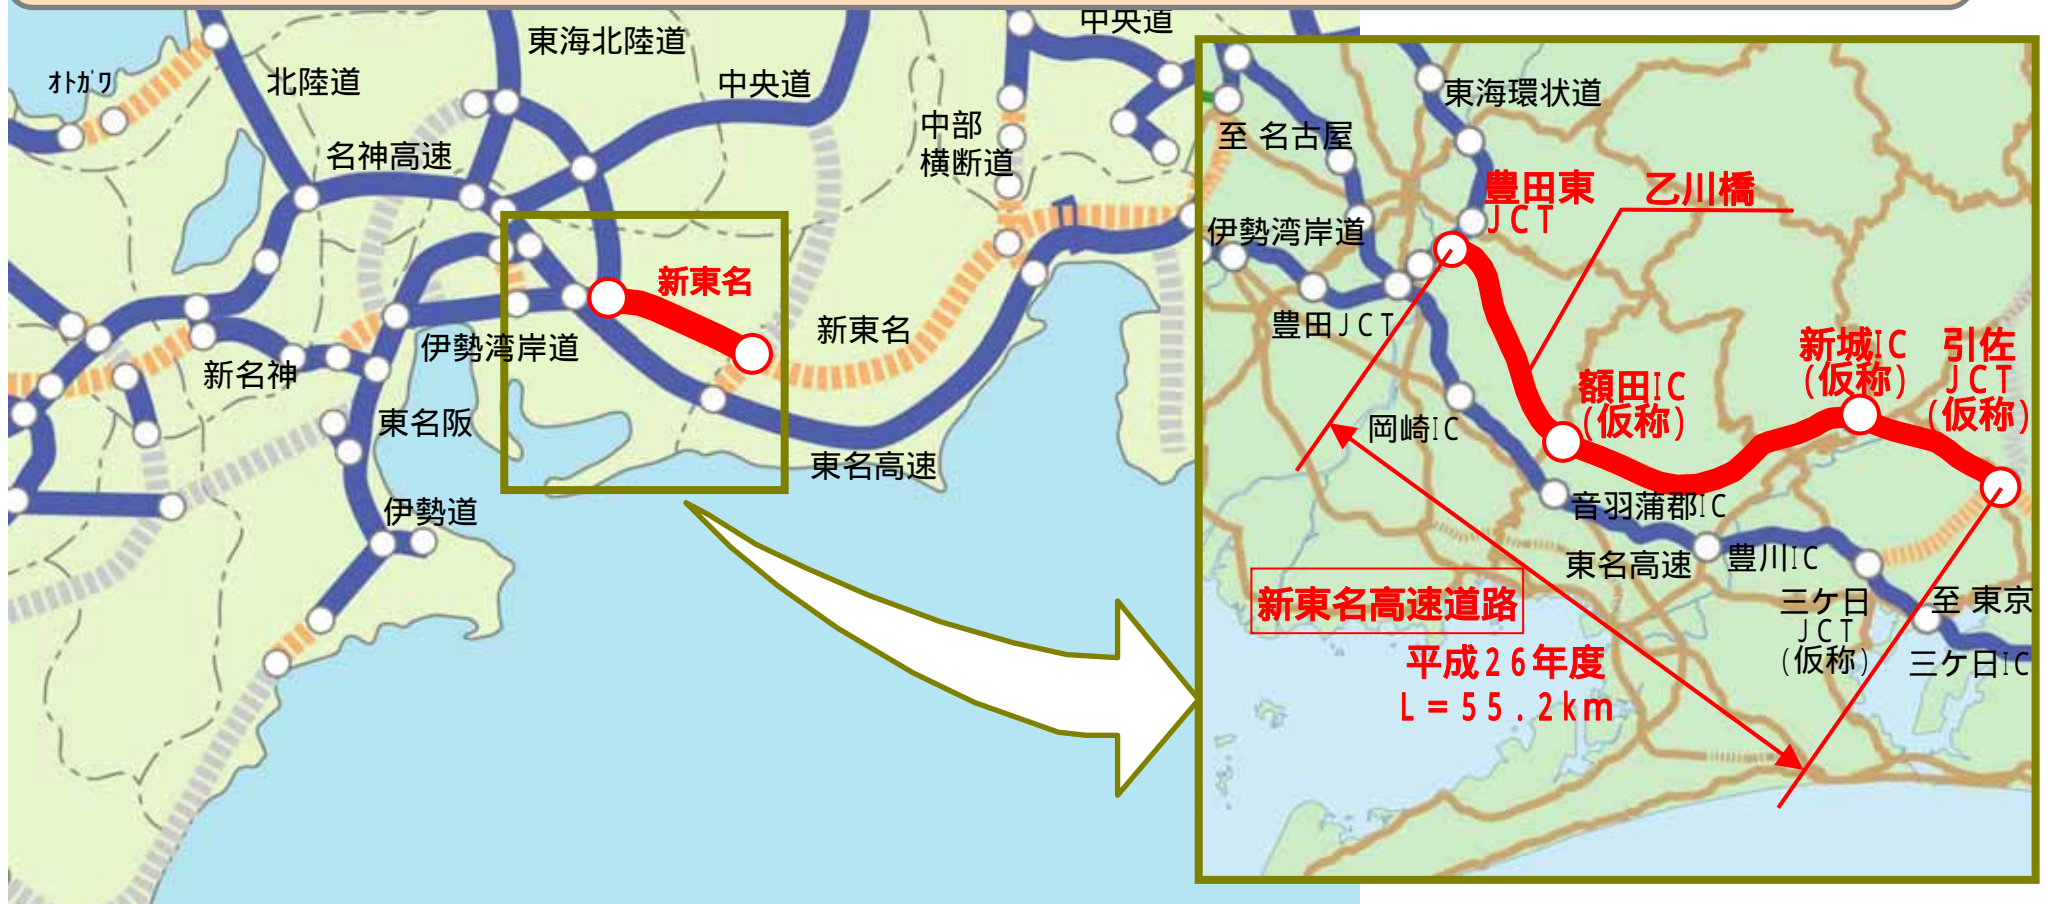 中央道
東海北陸道
ｵﾄｶﾞﾜ
北陸道
中央道
中部
横断道
名神高速
新東名
新東名
伊勢湾岸道
新名神
東名阪
東名高速
伊勢道
東海環状道
至 名古屋
豊田東
JCT
乙川橋
伊勢湾岸道
豊田JCT
新城IC
(仮称)
引佐
JCT
(仮称)
額田IC
(仮称)
岡崎IC
音羽蒲郡IC
東名高速
豊川IC
新東名高速道路
三ケ日
JCT
(仮称)
至 東京
三ケ日IC
平成26年度
L=55.2km